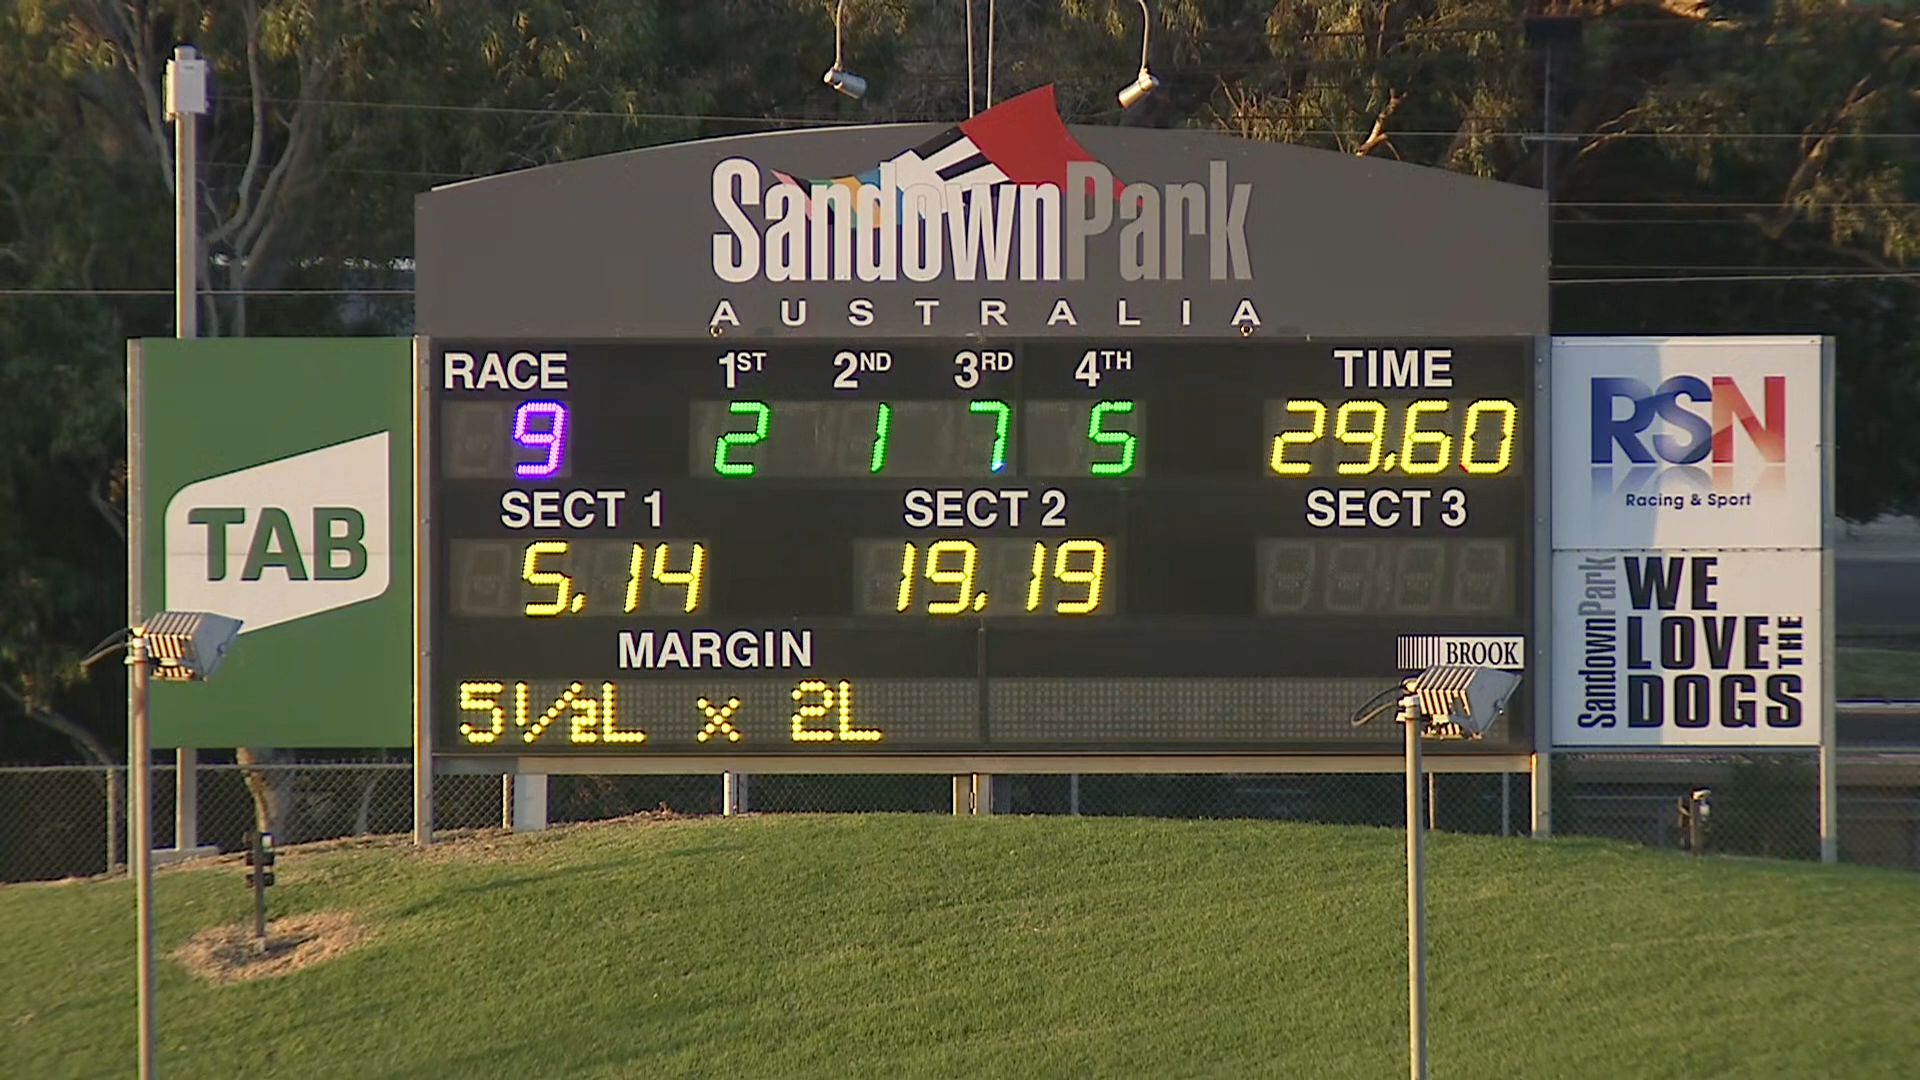 SandownPark
AUSTRALIA
RACE 1ST 2ND 3RD 4TH TIME
9 2 1 7 5 29.60
SECT 1 SECT 2 SECT 3
5.14 19.19
MARGIN
5½L x 2L
BROOK
TAB
RSN
Racing & Sport
SandownPark
WE
LOVE THE
DOGS